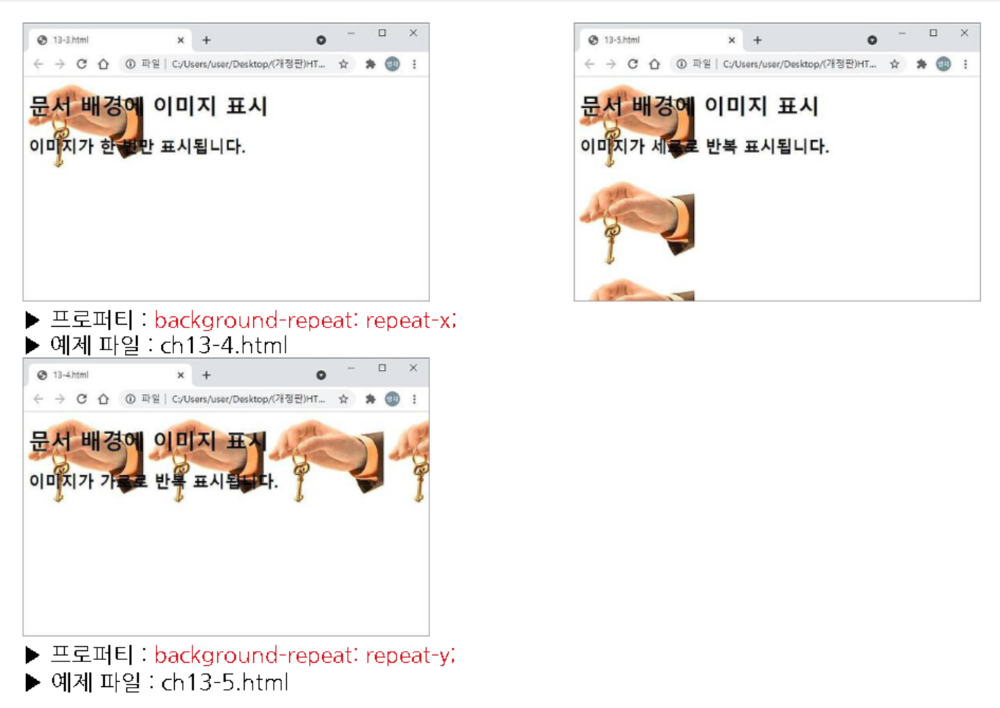 13-3.html
파일 | C:/Users/user/Desktop/(개정판)HT...
문서 배경에 이미지 표시
이미지가 한 번만 표시됩니다.
▶ 프로퍼티 : background-repeat: repeat-x;
▶ 예제 파일 : ch13-4.html
13-4.html
파일 | C:/Users/user/Desktop/(개정판)HT...
문서 배경에 이미지 표시
이미지가 가로로 반복 표시됩니다.
▶ 프로퍼티 : background-repeat: repeat-y;
▶ 예제 파일 : ch13-5.html
13-5.html
파일 | C:/Users/user/Desktop/(개정판)HT...
문서 배경에 이미지 표시
이미지가 세로로 반복 표시됩니다.